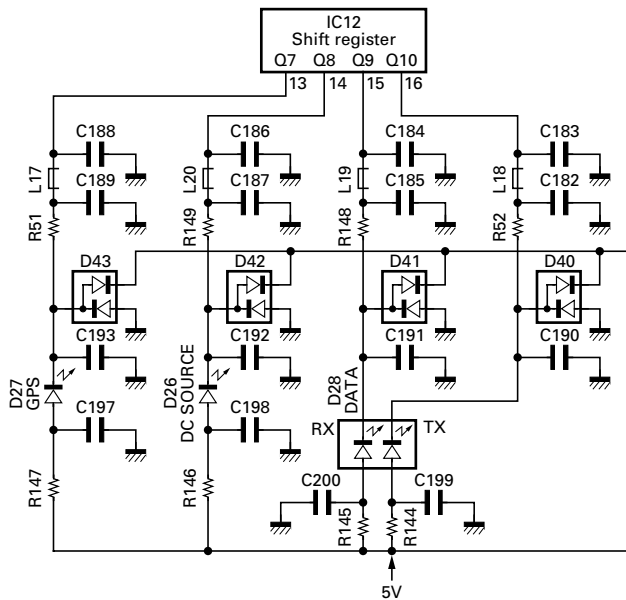 IC12
Shift register
Q7 Q8 Q9 Q10
13 14 15 16
C188 C186 C184 C183
L17 L20 L19 L18
C189 C187 C185 C182
R51 R149 R148 R52
D43 D42 D41 D40
C193 C192 C191 C190
D27
GPS
D26
DC SOURCE
D28
DATA
C197 C198
RX TX
C200 C199
R147 R146 R145 R144
5V